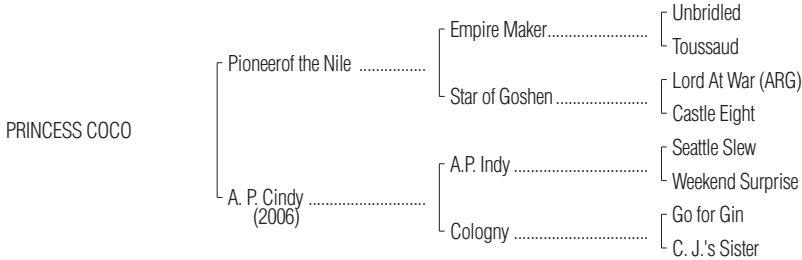 Unbridled
Empire Maker........................
Toussaud
Pioneerof the Nile ................
Lord At War (ARG)
Star of Goshen ......................
Castle Eight
PRINCESS COCO
Seattle Slew
A.P. Indy ................................
Weekend Surprise
A. P. Cindy ............................
(2006)
Go for Gin
Cologny ................................
C. J.'s Sister